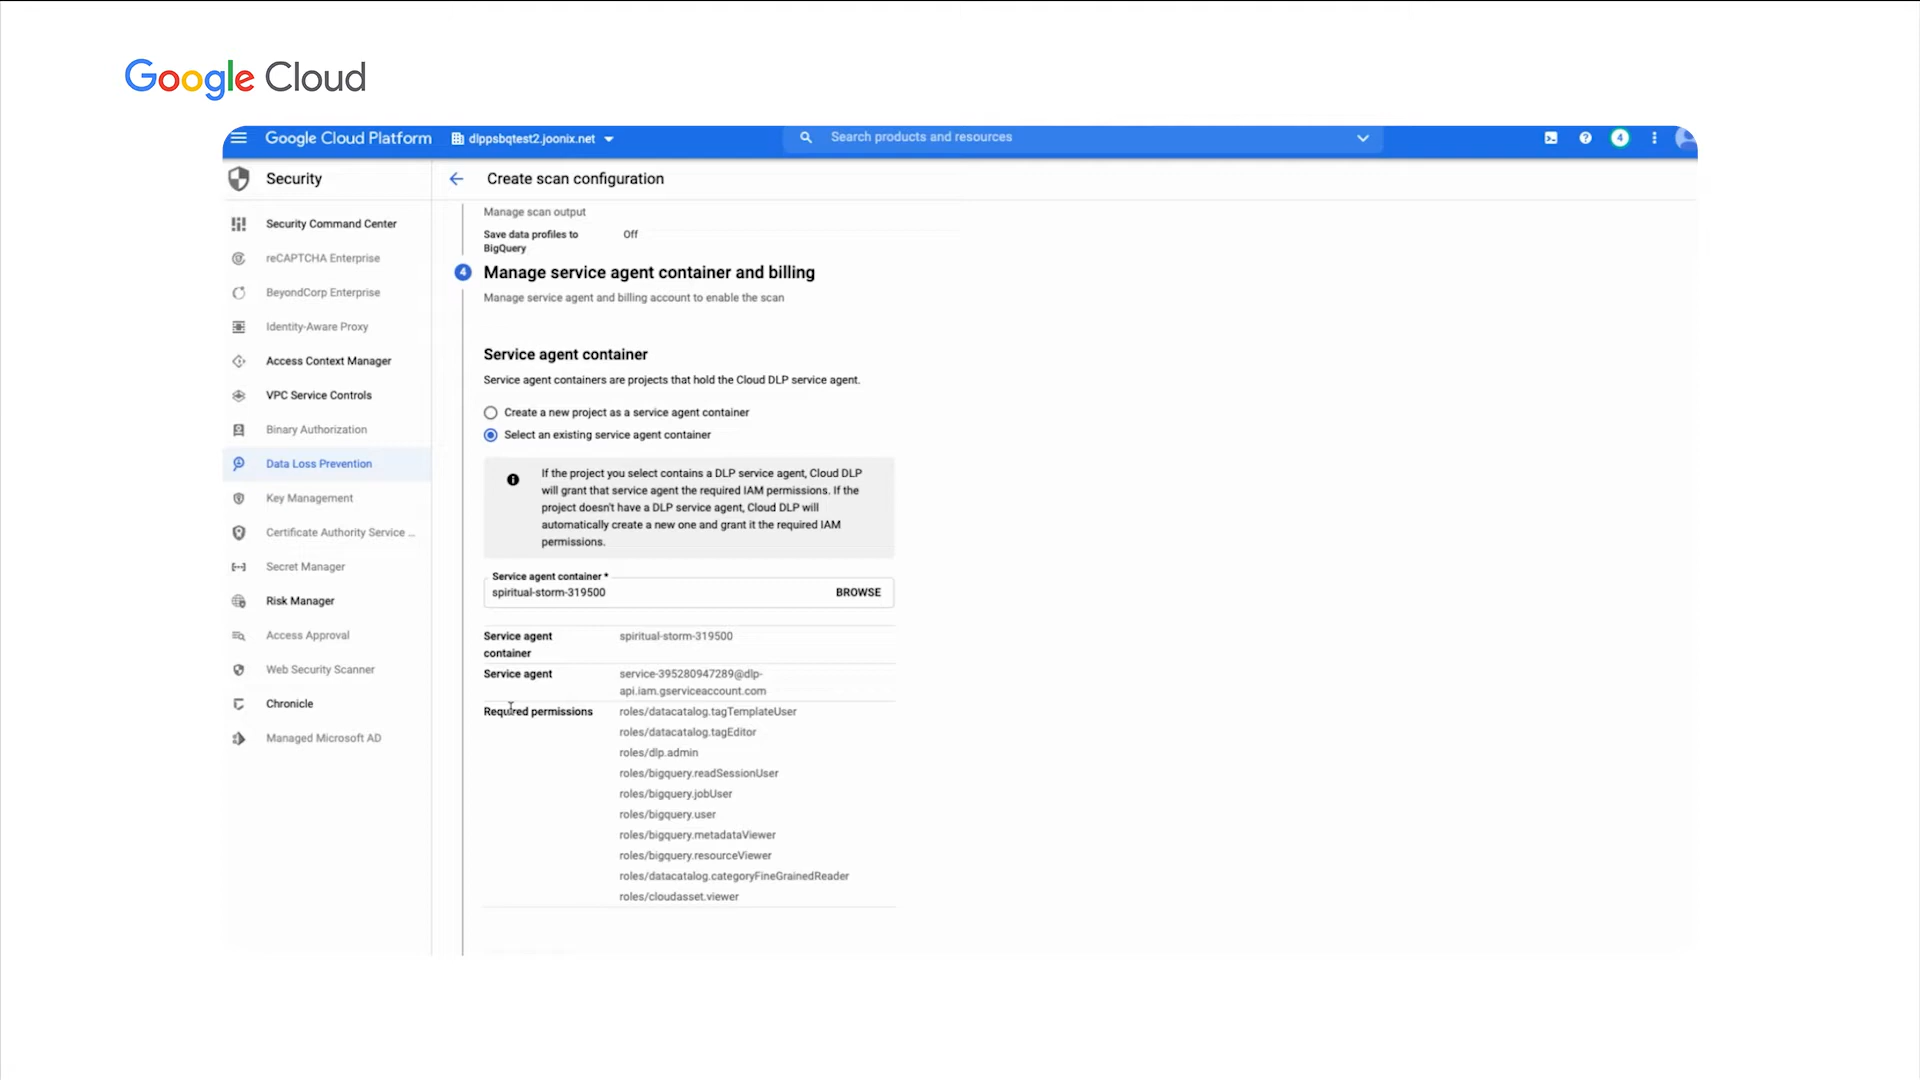 Google Cloud
Google Cloud Platform
dlppsbqtest2.joonix.net
Search products and resources
4
Security
Create scan configuration
Security Command Center
reCAPTCHA Enterprise
BeyondCorp Enterprise
Identity-Aware Proxy
Access Context Manager
VPC Service Controls
Binary Authorization
Data Loss Prevention
Key Management
Certificate Authority Service ...
Secret Manager
Risk Manager
Access Approval
Web Security Scanner
Chronicle
Managed Microsoft AD
Manage scan output
Save data profiles to Off
BigQuery
4 Manage service agent container and billing
Manage service agent and billing account to enable the scan
Service agent container
Service agent containers are projects that hold the Cloud DLP service agent.
Create a new project as a service agent container
Select an existing service agent container
If the project you select contains a DLP service agent, Cloud DLP
will grant that service agent the required IAM permissions. If the
project doesn't have a DLP service agent, Cloud DLP will
automatically create a new one and grant it the required IAM
permissions.
Service agent container *
spiritual-storm-319500 BROWSE
Service agent spiritual-storm-319500
container
Service agent service-395280947289@dlp-
api.iam.gserviceaccount.com
Required permissions roles/datacatalog.tagTemplateUser
roles/datacatalog.tagEditor
roles/dlp.admin
roles/bigquery.readSessionUser
roles/bigquery.jobUser
roles/bigquery.user
roles/bigquery.metadataViewer
roles/bigquery.resourceViewer
roles/datacatalog.categoryFineGrainedReader
roles/cloudasset.viewer